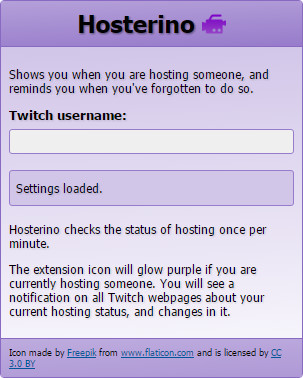 Hosterino
Shows you when you are hosting someone, and
reminds you when you've forgotten to do so.
Twitch username:
Settings loaded.
Hosterino checks the status of hosting once per
minute.
The extension icon will glow purple if you are
currently hosting someone. You will see a
notification on all Twitch webpages about your
current hosting status, and changes in it.
Icon made by Freepik from www.flaticon.com and is licensed by CC
3.0 BY